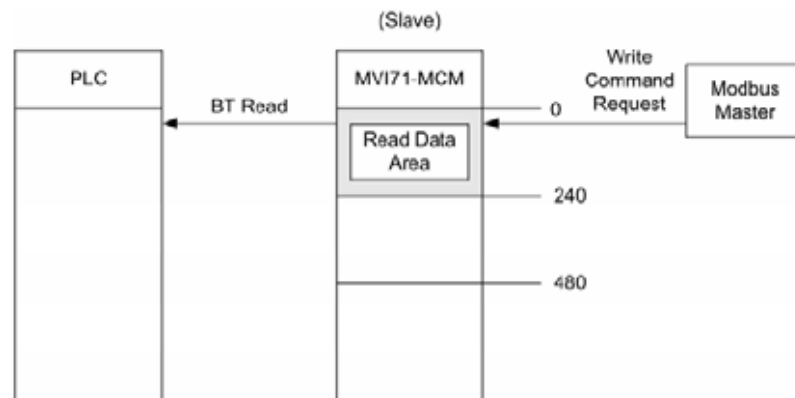 (Slave)
PLC
MVI71-MCM
Write
Command
Request
Modbus
Master
BT Read
0
Read Data
Area
240
480